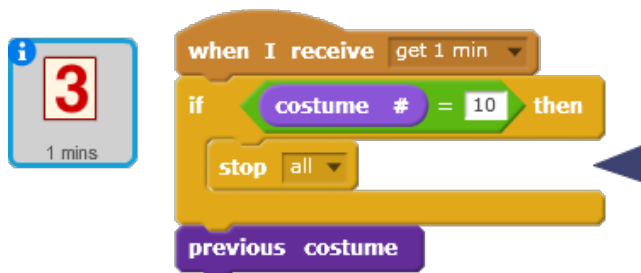 i
when I receive get 1 min
3
if costume # = 10 then
1 mins
stop all
previous costume